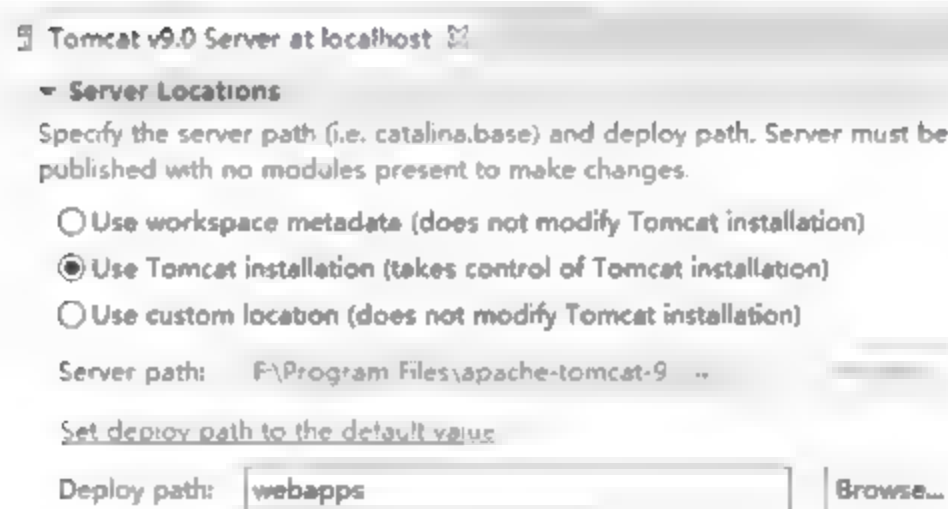 Tomcat v9.0 Server at localhost
Server Locations
Specify the server path (i.e. catalina.base) and deploy path. Server must be
published with no modules present to make changes.
Use workspace metadata (does not modify Tomcat installation)
Use Tomcat installation (takes control of Tomcat installation)
Use custom location (does not modify Tomcat installation)
Server path: F:\Program Files\apache-tomcat-9
Set deploy path to the default value
Deploy path: webapps Browse...